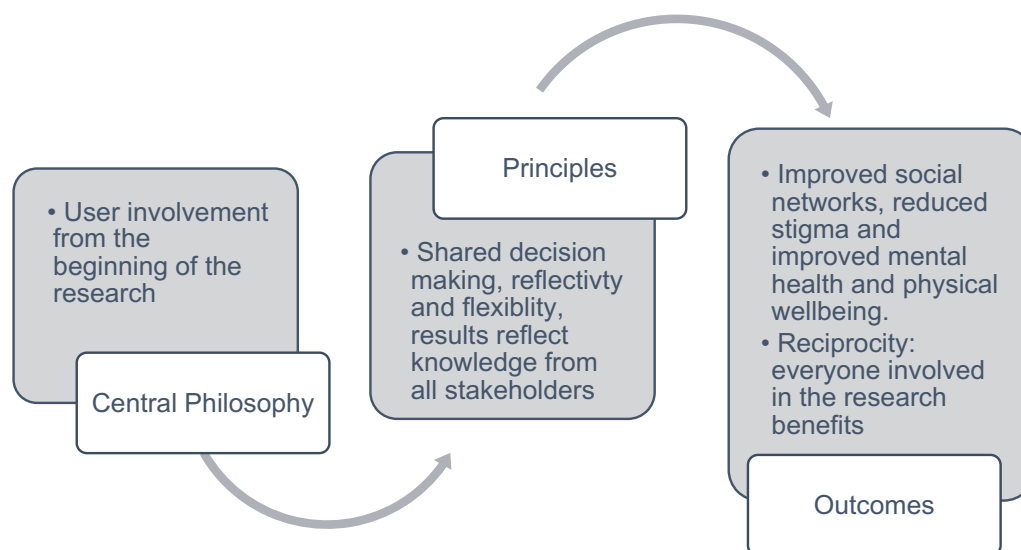 • User involvement
from the
beginning of the
research
Central Philosophy
Principles
• Shared decision
making, reflectivty
and flexiblity,
results reflect
knowledge from
all stakeholders
• Improved social
networks, reduced
stigma and
improved mental
health and physical
wellbeing.
• Reciprocity:
everyone involved
in the research
benefits
Outcomes